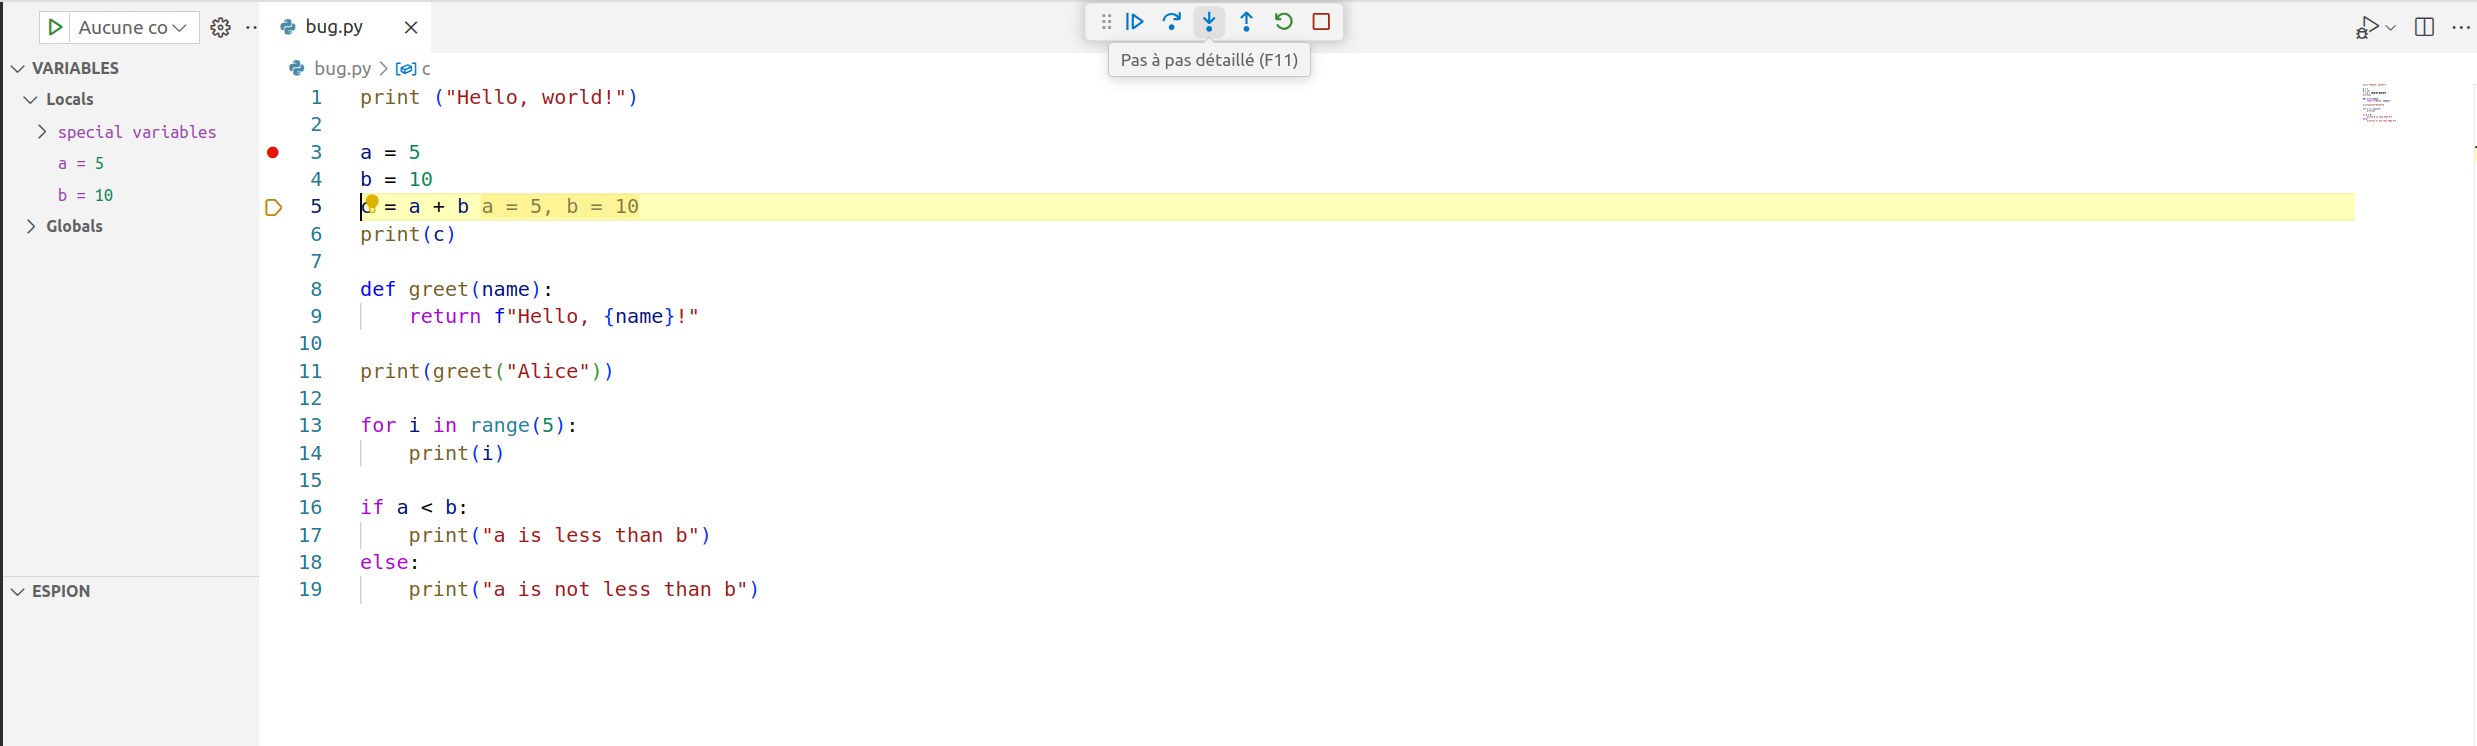 Aucune co
bug.py
Pas à pas détaillé (F11)
VARIABLES
Locals
special variables
a = 5
b = 10
Globals
ESPION
bug.py > c
1 print ("Hello, world!")
2
3 a = 5
4 b = 10
5 c = a + b a = 5, b = 10
6 print(c)
7
8 def greet(name):
9     return f"Hello, {name}!"
10
11 print(greet("Alice"))
12
13 for i in range(5):
14     print(i)
15
16 if a < b:
17     print("a is less than b")
18 else:
19     print("a is not less than b")